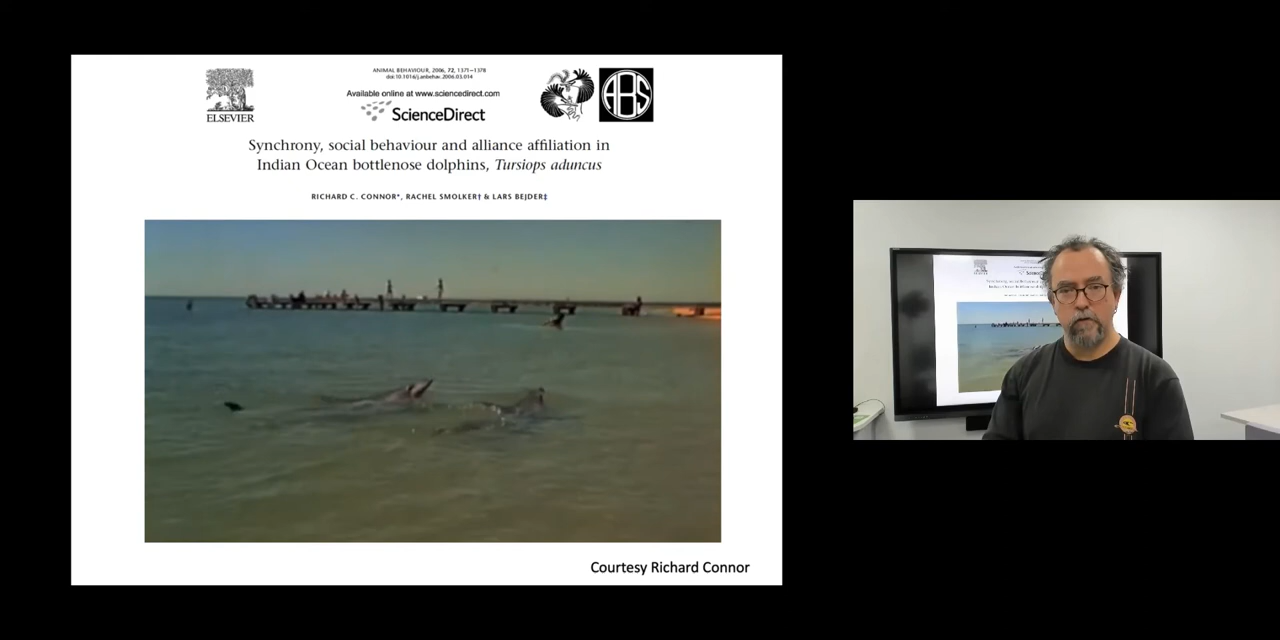 ANIMAL BEHAVIOUR, 2006, 72, 1371–1378
doi:10.1016/j.anbehav.2006.03.014
Available online at www.sciencedirect.com
ScienceDirect
ELSEVIER
ABS
Synchrony, social behaviour and alliance affiliation in
Indian Ocean bottlenose dolphins, Tursiops aduncus
RICHARD C. CONNOR*, RACHEL SMOLKER† & LARS BEJDER‡
Courtesy Richard Connor